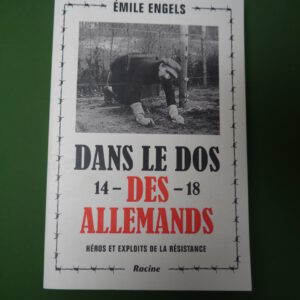 ÉMILE ENGELS
DANS LE DOS
14 – DES – 18
ALLEMANDS
HÉROS ET EXPLOITS DE LA RÉSISTANCE
Racine